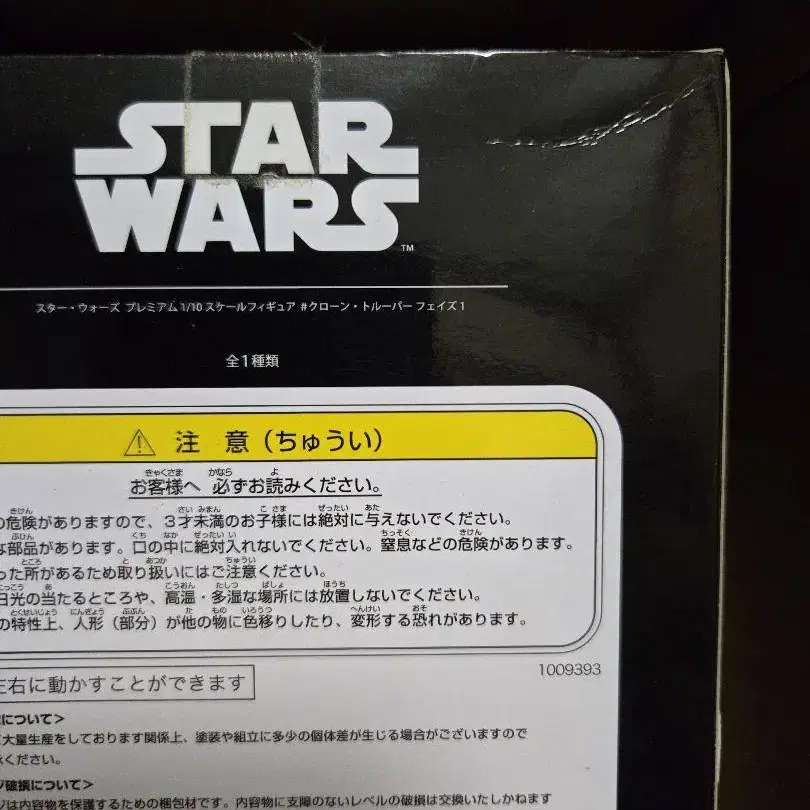 STAR
WARS
TM
スター・ウォーズ プレミアム 1/10 スケールフィギュア #クローン・トルーパー フェイズ1
全1種類
注 意（ちゅうい）
お客様へ 必ずお読みください。
の危険がありますので、3才未満のお子様には絶対に与えないでください。
な部品があります。口の中に絶対入れないでください。窒息などの危険があります。
った所があるため取り扱いにはご注意ください。
日光の当たるところや、高温・多湿な場所には放置しないでください。
の特性上、人形（部分）が他の物に色移りしたり、変形する恐れがあります。
1009393
左右に動かすことができます
について＞
大量生産をしております関係上、塗装や組立に多少の個体差が生じる場合がございますので
ください。
破損について＞
ジは内容物を保護するための梱包材です。内容物に支障のないレベルの破損は交換いたしかねます